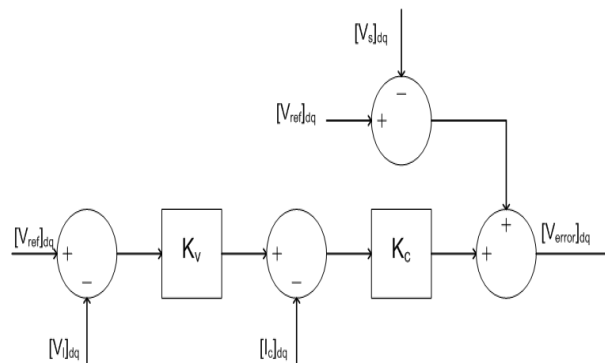 [Vs]dq
−
[Vref]dq
+
[Vref]dq
+
−
Kv
+
−
Kc
+
+
[Verror]dq
[Vl]dq
[Ic]dq